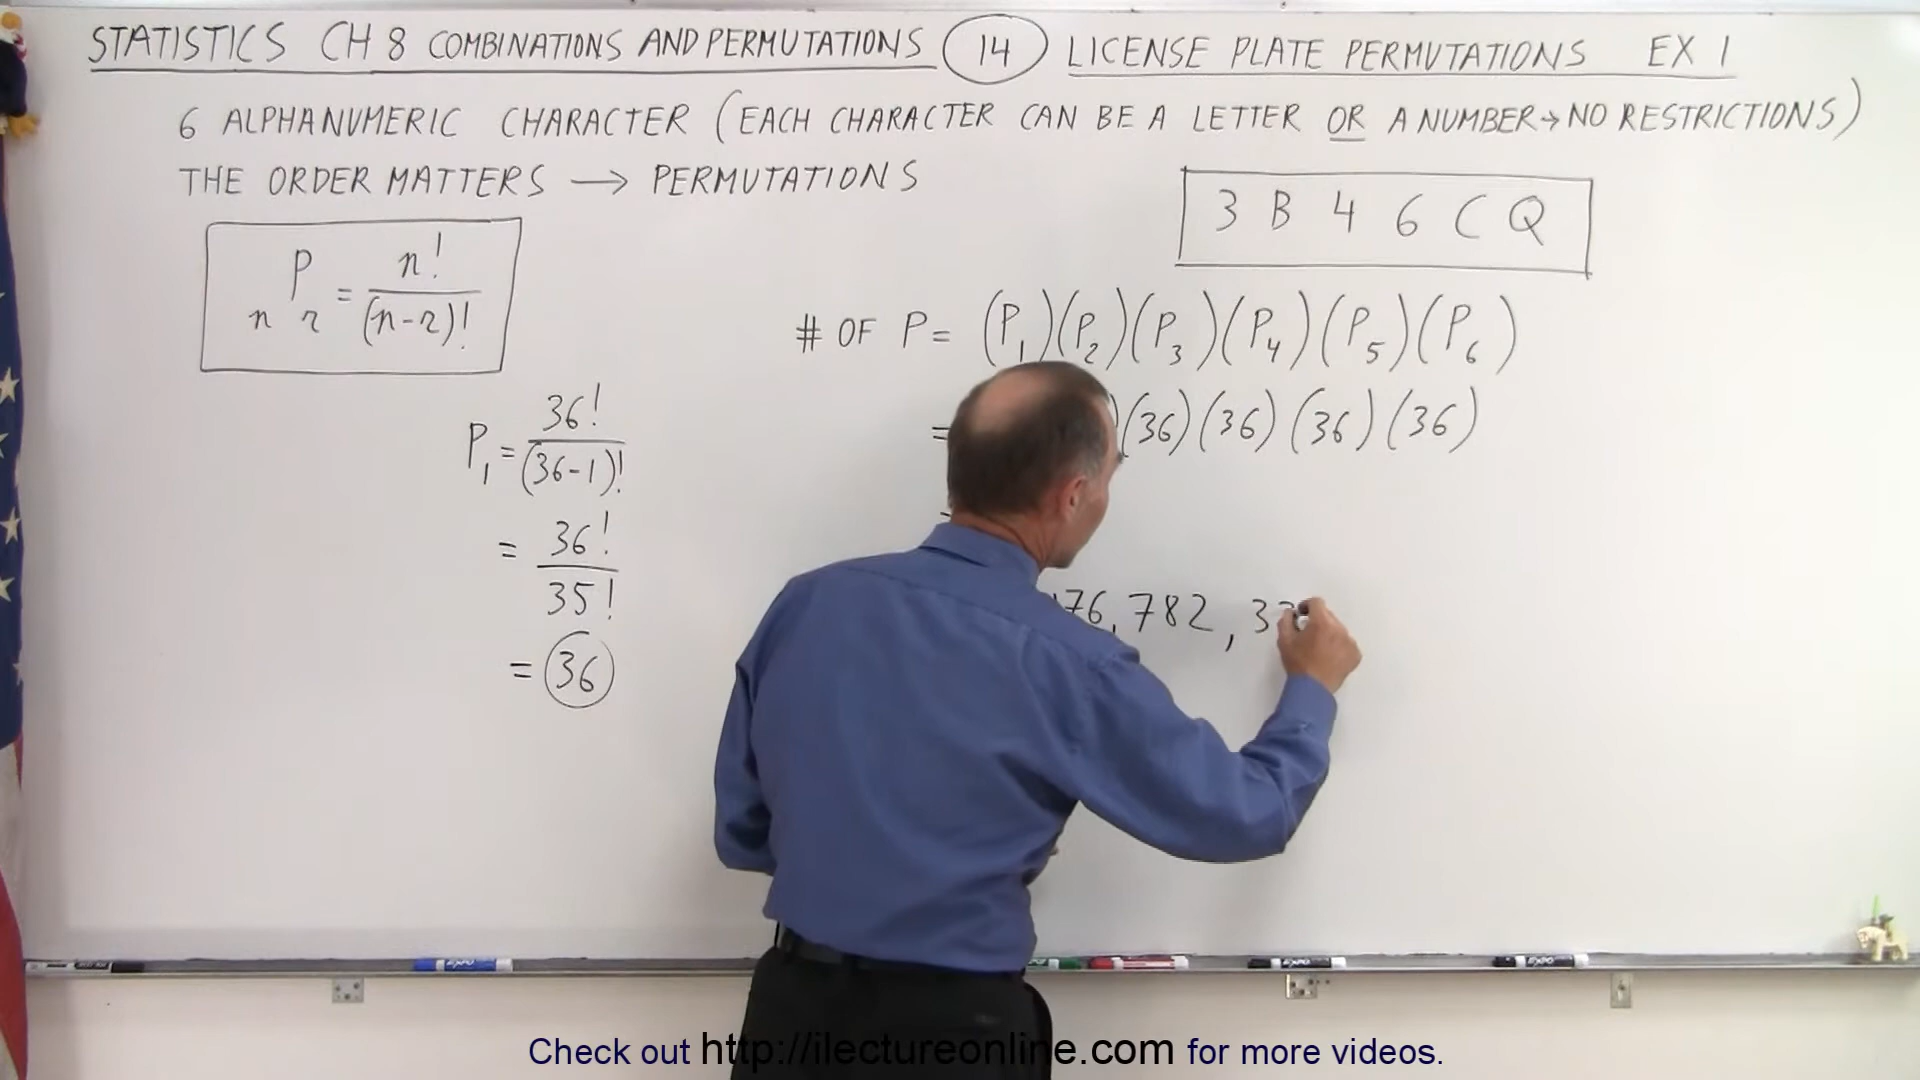 STATISTICS CH 8 COMBINATIONS AND PERMUTATIONS 14 LICENSE PLATE PERMUTATIONS EX 1
6 ALPHANUMERIC CHARACTER (EACH CHARACTER CAN BE A LETTER OR A NUMBER → NO RESTRICTIONS)
THE ORDER MATTERS → PERMUTATIONS
3 B 4 6 C Q
nPr = n! / (n-r)!
# OF P = (P1)(P2)(P3)(P4)(P5)(P6)
= (36)(36)(36)(36)
P1 = 36! / (36-1)!
= 36! / 35!
= 36
76,782,3
Check out http://ilectureonline.com for more videos.